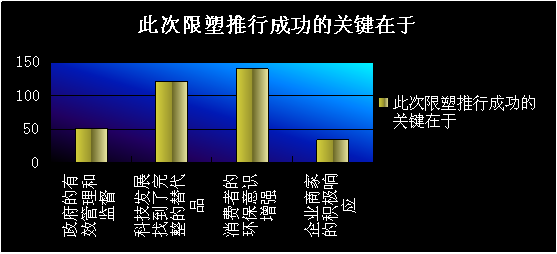 此次限塑推行成功的关键在于
150
100
50
0
政府的有
效管理和
监督
科技发展
找到了完
整的替代
品
消费者的
环保意识
增强
企业商家
的积极响
应
此次限塑推行成功的
关键在于